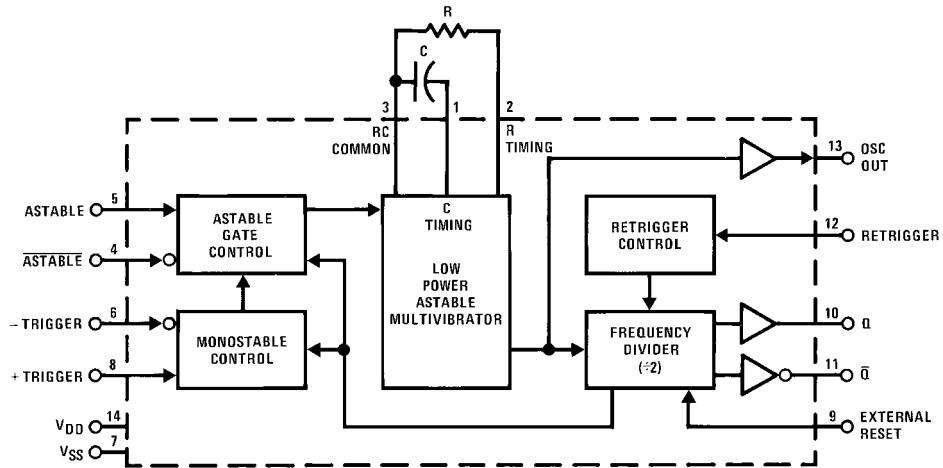 R
C
3
1
2
RC
COMMON
R
TIMING
13
OSC
OUT
5
ASTABLE
ASTABLE
GATE
CONTROL
C
TIMING
RETRIGGER
CONTROL
12
RETRIGGER
4
ASTABLE
LOW
POWER
ASTABLE
MULTIVIBRATOR
6
– TRIGGER
MONOSTABLE
CONTROL
FREQUENCY
DIVIDER
(÷2)
10
Q
8
+ TRIGGER
11
Q̅
14
VDD
9
EXTERNAL
RESET
7
VSS